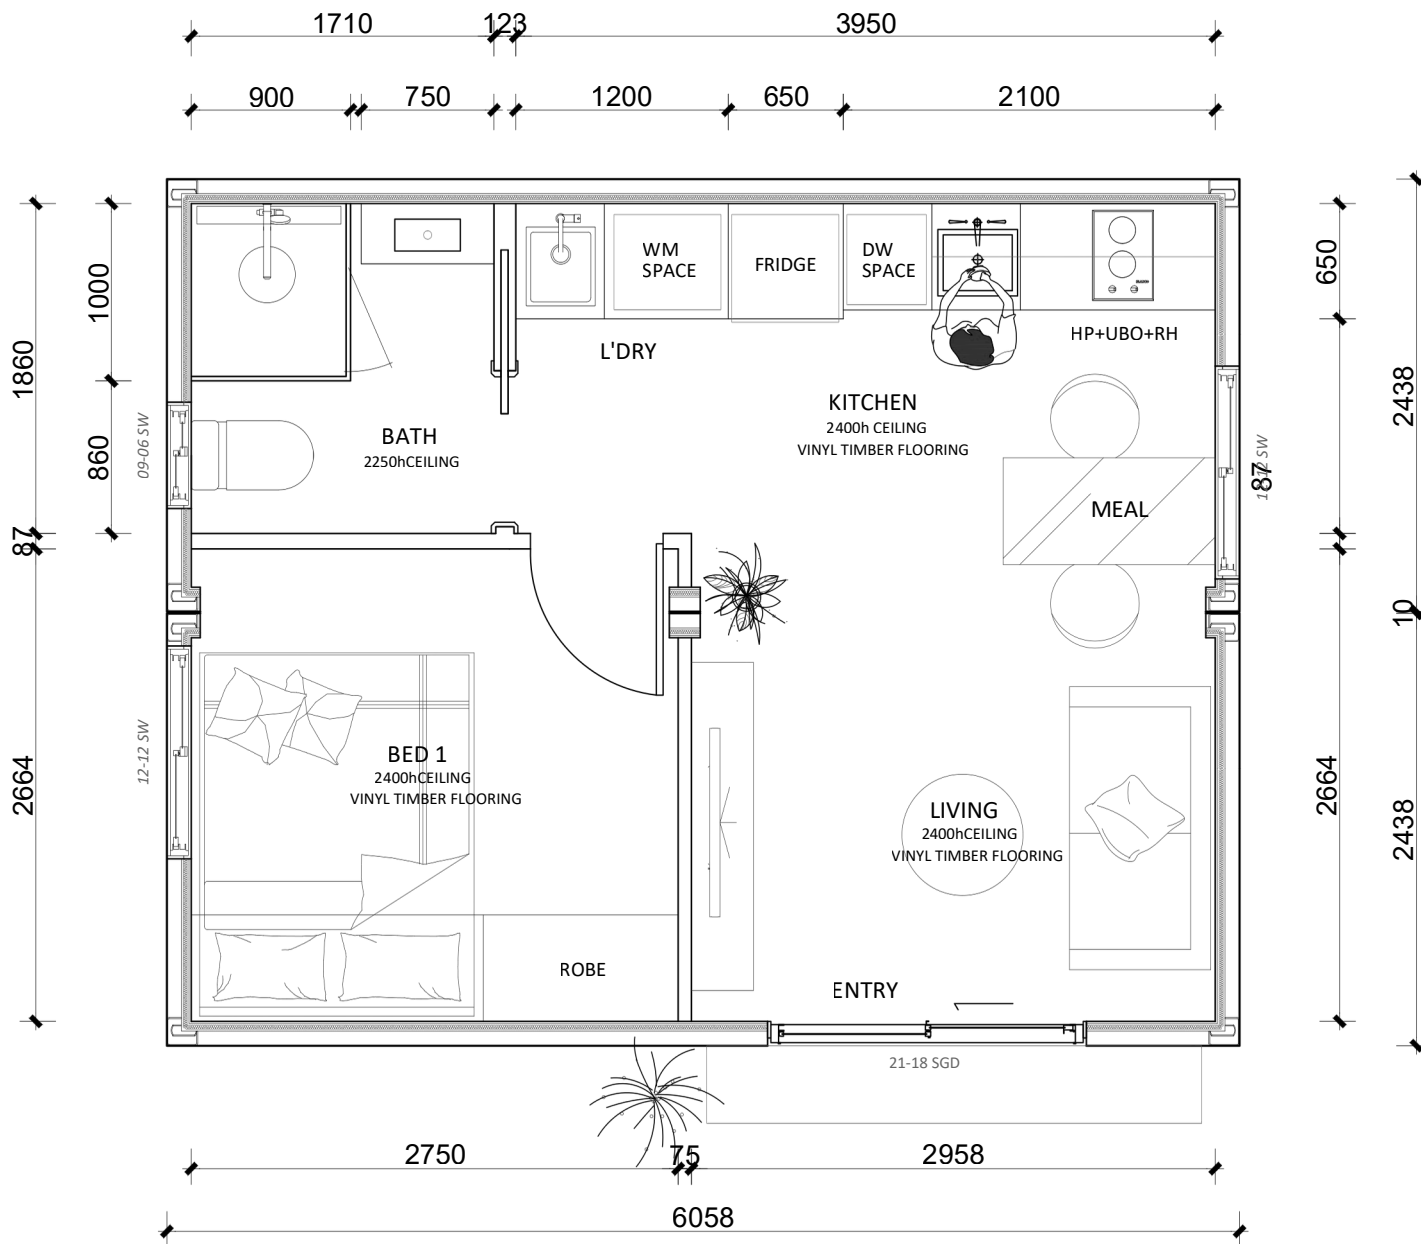 1710
123
3950
900
750
1200
650
2100
WM
SPACE
FRIDGE
DW
SPACE
HP+UBO+RH
L'DRY
KITCHEN
2400h CEILING
VINYL TIMBER FLOORING
BATH
2250hCEILING
MEAL
1000
1860
860
87
2664
09-06 SW
12-12 SW
650
2438
87
12-12 SW
10
2664
2438
BED 1
2400hCEILING
VINYL TIMBER FLOORING
LIVING
2400hCEILING
VINYL TIMBER FLOORING
ROBE
ENTRY
21-18 SGD
2750
75
2958
6058